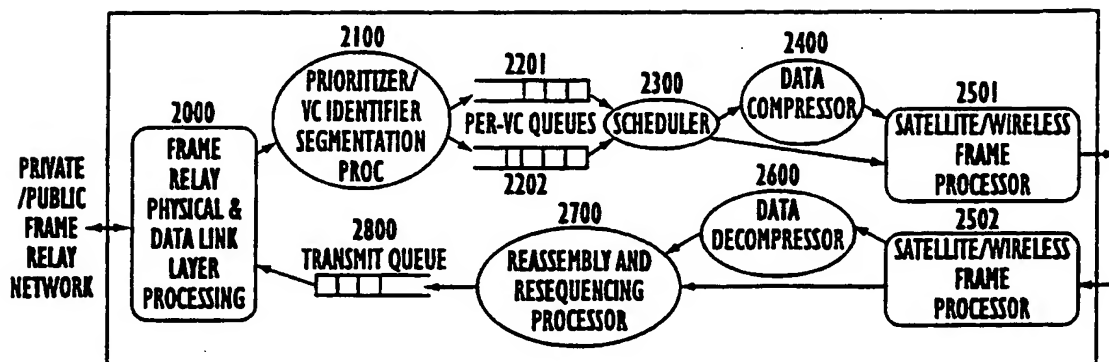 PRIVATE
/PUBLIC
FRAME
RELAY
NETWORK
2000
FRAME
RELAY
PHYSICAL &
DATA LINK
LAYER
PROCESSING
2100
PRIORITIZER/
VC IDENTIFIER
SEGMENTATION
PROC
2201
PER-VC QUEUES
2202
2300
SCHEDULER
2400
DATA
COMPRESSOR
2501
SATELLITE/WIRELESS
FRAME
PROCESSOR
2502
SATELLITE/WIRELESS
FRAME
PROCESSOR
2600
DATA
DECOMPRESSOR
2700
REASSEMBLY AND
RESEQUENCING
PROCESSOR
2800
TRANSMIT QUEUE